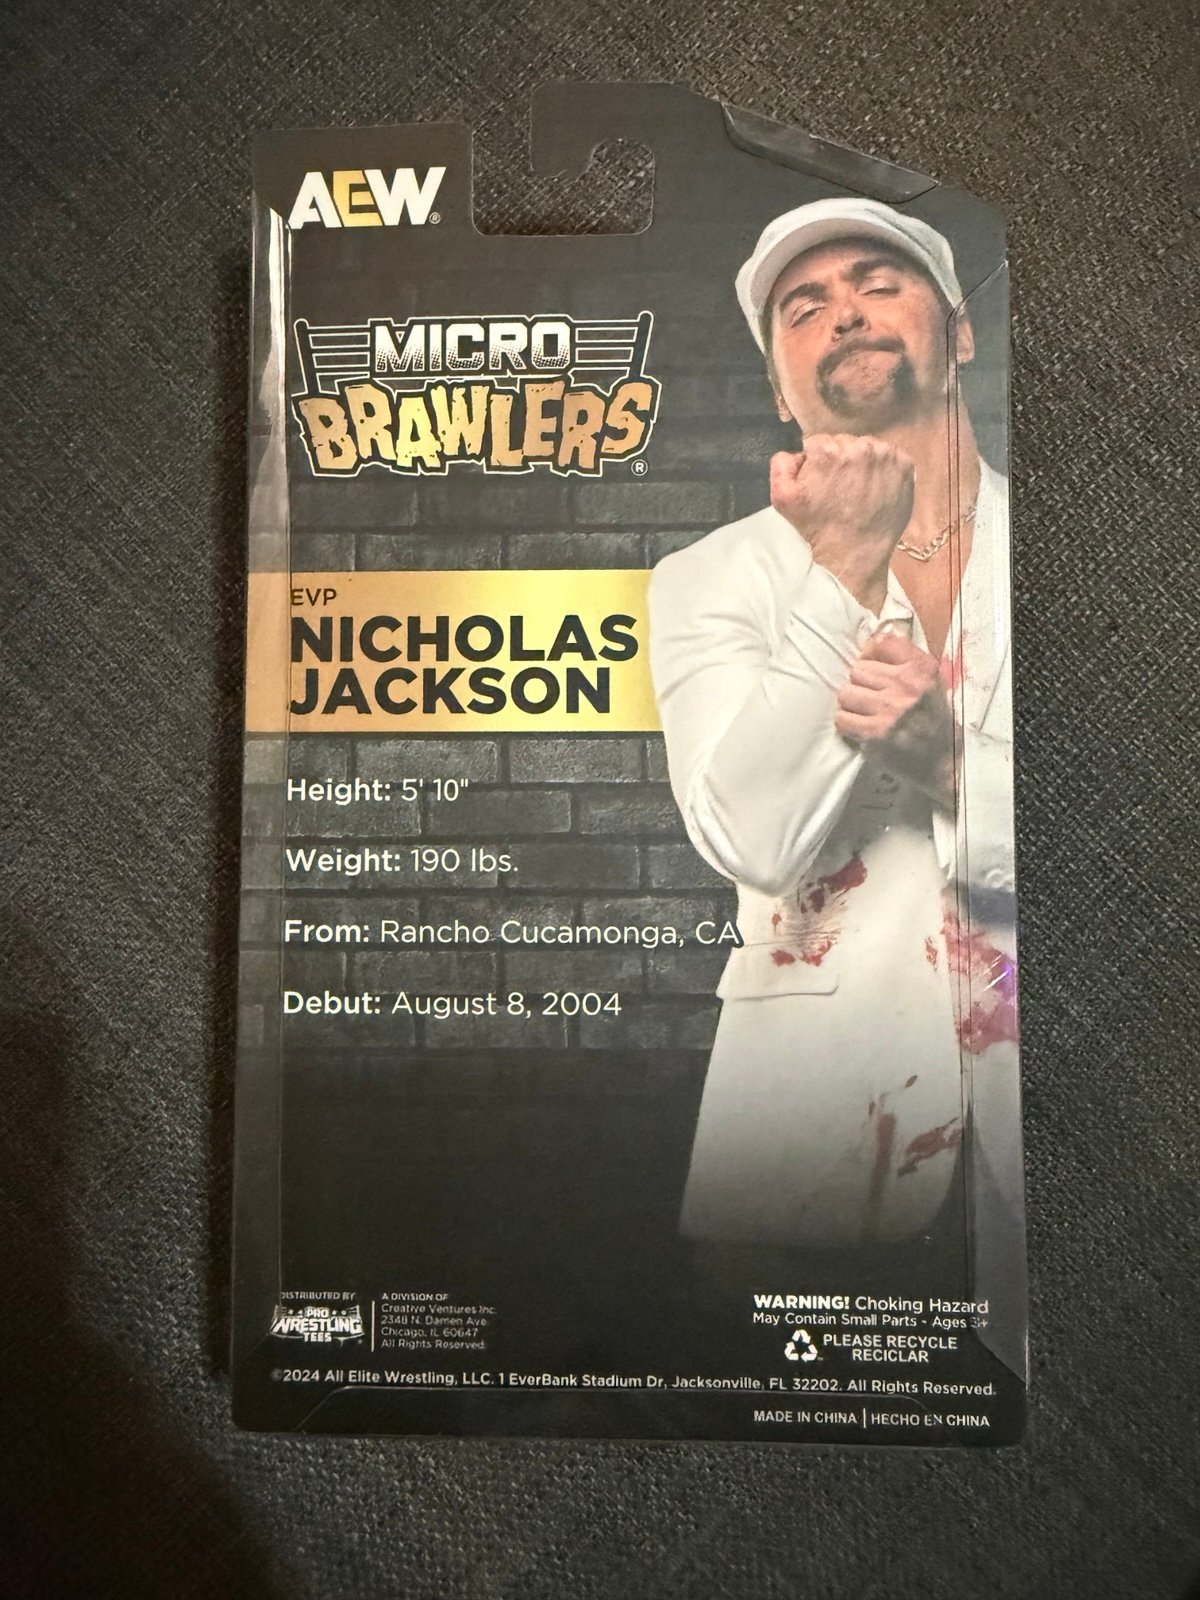 AEW®
MICRO
BRAWLERS®
EVP
NICHOLAS
JACKSON
Height: 5' 10"
Weight: 190 lbs.
From: Rancho Cucamonga, CA
Debut: August 8, 2004
DISTRIBUTED BY
PRO
WRESTLING
TEES
A DIVISION OF
Creative Ventures Inc.
2348 N. Damen Ave.
Chicago, IL 60647
All Rights Reserved.
WARNING! Choking Hazard
May Contain Small Parts - Ages 3+
PLEASE RECYCLE
RECICLAR
©2024 All Elite Wrestling, LLC. 1 EverBank Stadium Dr, Jacksonville, FL 32202. All Rights Reserved.
MADE IN CHINA | HECHO EN CHINA